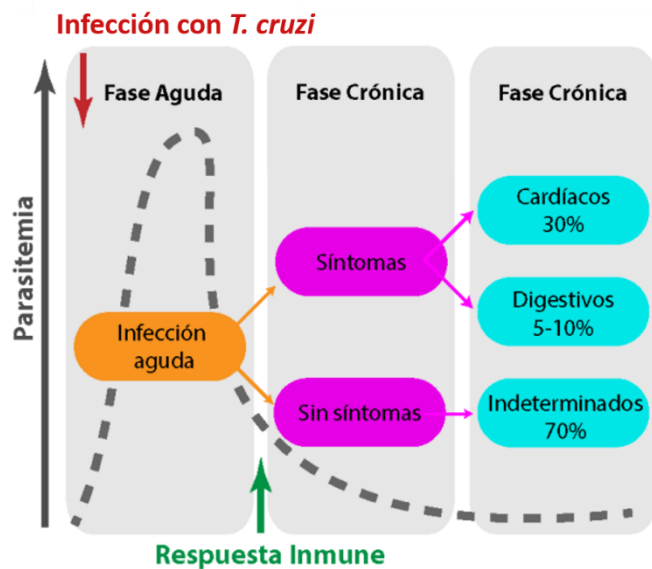 Infección con T. cruzi
Fase Aguda
Fase Crónica
Fase Crónica
Parasitemia
Cardíacos
30%
Síntomas
Digestivos
5-10%
Infección
aguda
Sin síntomas
Indeterminados
70%
Respuesta Inmune